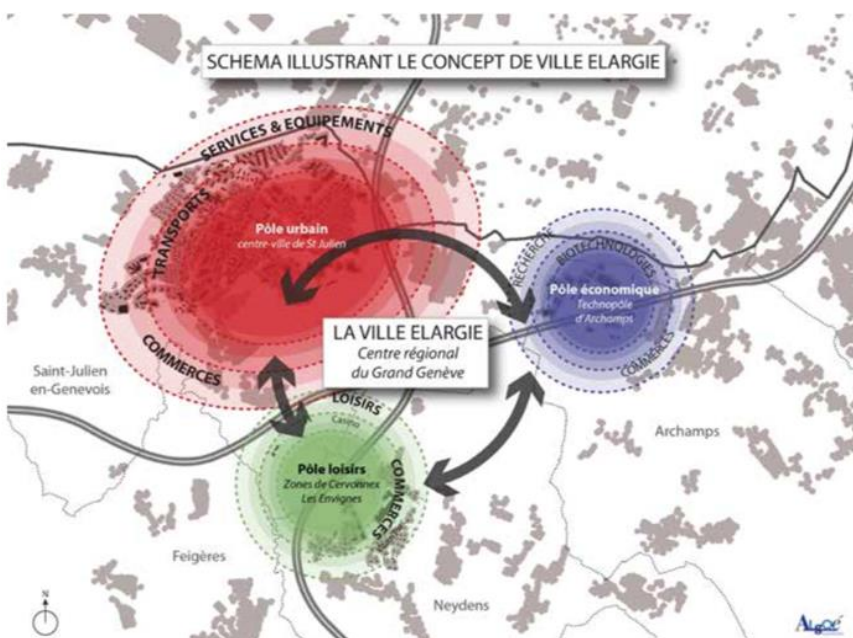 SCHEMA ILLUSTRANT LE CONCEPT DE VILLE ELARGIE
SERVICES & EQUIPEMENTS
TRANSPORTS
Pôle urbain
centre-ville de St Julien
COMMERCES
RECHERCHE
BIOTECHNOLOGIES
Pôle économique
Technopôle
d'Archamps
COMMERCES
LA VILLE ELARGIE
Centre régional
du Grand Genève
Saint-Julien
en-Genevois
LOISIRS
Casino
Pôle loisirs
Zones de Cervonnex
Les Envignes
COMMERCES
Archamps
Feigères
Neydens
N
Algoé